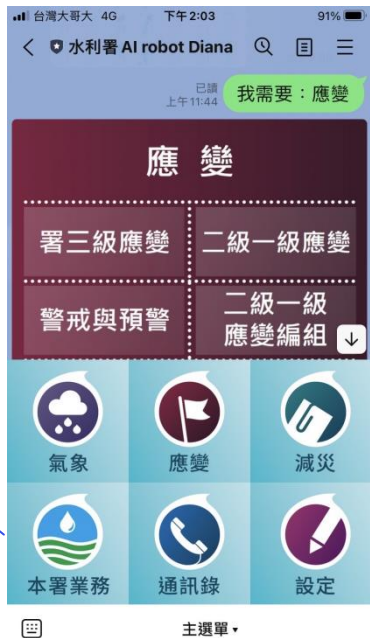 台灣大哥大 4G 下午2:03 91%
水利署 AI robot Diana
已讀
上午11:44
我需要：應變
應 變
署三級應變 二級一級應變
警戒與預警 二級一級
應變編組
氣象 應變 減災
本署業務 通訊錄 設定
主選單